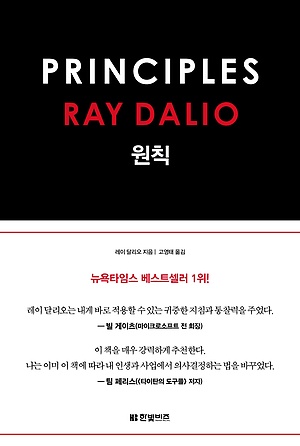 PRINCIPLES
RAY DALIO
원칙
레이 달리오 지음 | 고영태 옮김
뉴욕타임스 베스트셀러 1위!
레이 달리오는 내게 바로 적용할 수 있는 귀중한 지침과 통찰력을 주었다.
— 빌 게이츠(마이크로소프트 전 회장)
이 책을 매우 강력하게 추천한다.
나는 이미 이 책에 따라 내 인생과 사업에서 의사결정하는 법을 바꾸었다.
— 팀 페리스(《타이탄의 도구들》 저자)
한빛비즈